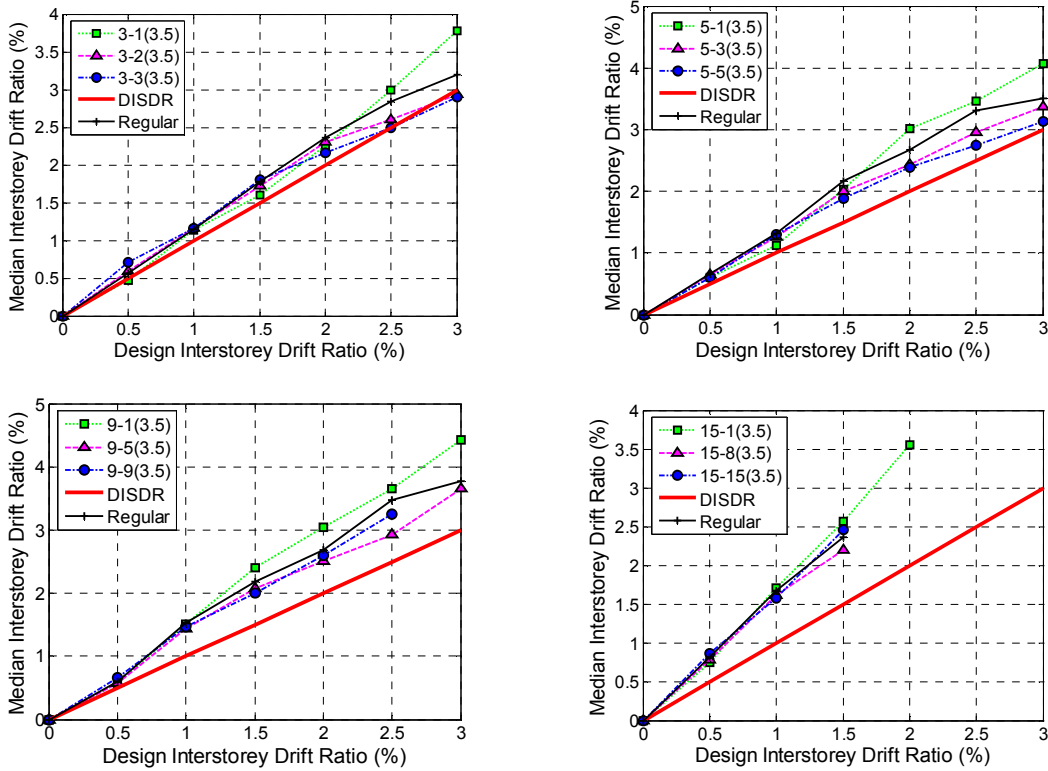 Median Interstorey Drift Ratio (%)
4
3.5
3
2.5
2
1.5
1
0.5
0
3-1(3.5)
3-2(3.5)
3-3(3.5)
DISDR
Regular
0 0.5 1 1.5 2 2.5 3
Design Interstorey Drift Ratio (%)
Median Interstorey Drift Ratio (%)
5
4
3
2
1
0
5-1(3.5)
5-3(3.5)
5-5(3.5)
DISDR
Regular
0 0.5 1 1.5 2 2.5 3
Design Interstorey Drift Ratio (%)
Median Interstorey Drift Ratio (%)
5
4
3
2
1
0
9-1(3.5)
9-5(3.5)
9-9(3.5)
DISDR
Regular
0 0.5 1 1.5 2 2.5 3
Design Interstorey Drift Ratio (%)
Median Interstorey Drift Ratio (%)
4
3.5
3
2.5
2
1.5
1
0.5
0
15-1(3.5)
15-8(3.5)
15-15(3.5)
DISDR
Regular
0 0.5 1 1.5 2 2.5 3
Design Interstorey Drift Ratio (%)